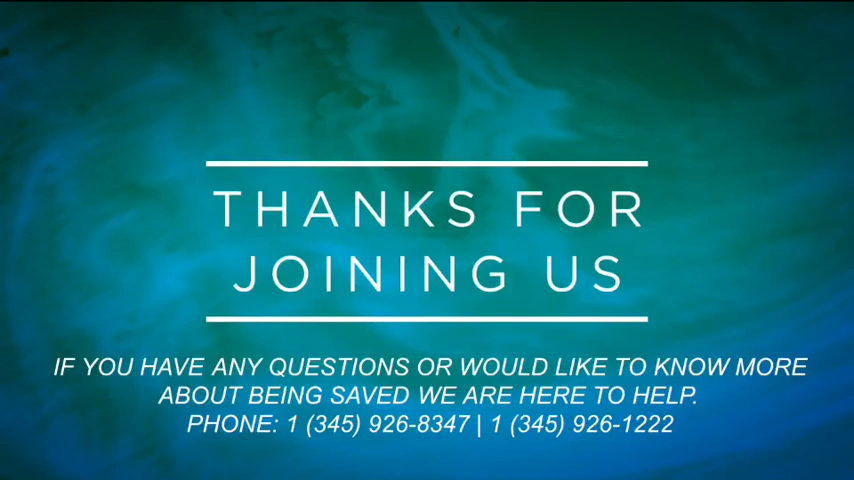 THANKS FOR
JOINING US
IF YOU HAVE ANY QUESTIONS OR WOULD LIKE TO KNOW MORE
ABOUT BEING SAVED WE ARE HERE TO HELP.
PHONE: 1 (345) 926-8347 | 1 (345) 926-1222